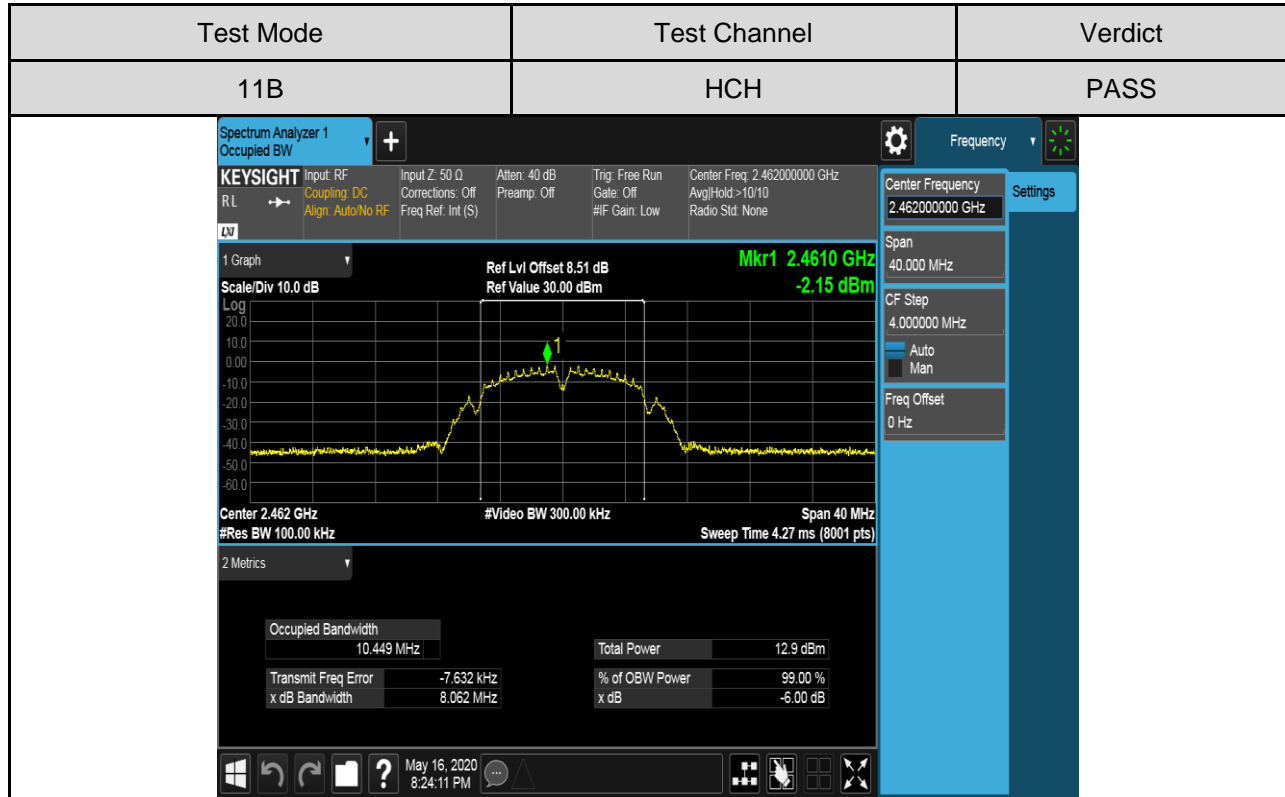 Test Mode Test Channel Verdict
11B HCH PASS
Spectrum Analyzer 1
Occupied BW
+
Frequency
KEYSIGHT Input: RF Input Z: 50 Ω Atten: 40 dB Trig: Free Run Center Freq: 2.462000000 GHz
RL Coupling: DC Corrections: Off Preamp: Off Gate: Off Avg|Hold:>10/10
Align: Auto/No RF Freq Ref: Int (S) #IF Gain: Low Radio Std: None
LXI
Center Frequency
2.462000000 GHz
Settings
Span
40.000 MHz
CF Step
4.000000 MHz
Auto
Man
Freq Offset
0 Hz
1 Graph Ref Lvl Offset 8.51 dB Mkr1 2.4610 GHz
Scale/Div 10.0 dB Ref Value 30.00 dBm -2.15 dBm
Log
20.0
10.0
0.00
-10.0
-20.0
-30.0
-40.0
-50.0
-60.0
1
Center 2.462 GHz #Video BW 300.00 kHz Span 40 MHz
#Res BW 100.00 kHz Sweep Time 4.27 ms (8001 pts)
2 Metrics
Occupied Bandwidth
10.449 MHz Total Power 12.9 dBm
Transmit Freq Error -7.632 kHz % of OBW Power 99.00 %
x dB Bandwidth 8.062 MHz x dB -6.00 dB
? May 16, 2020
8:24:11 PM